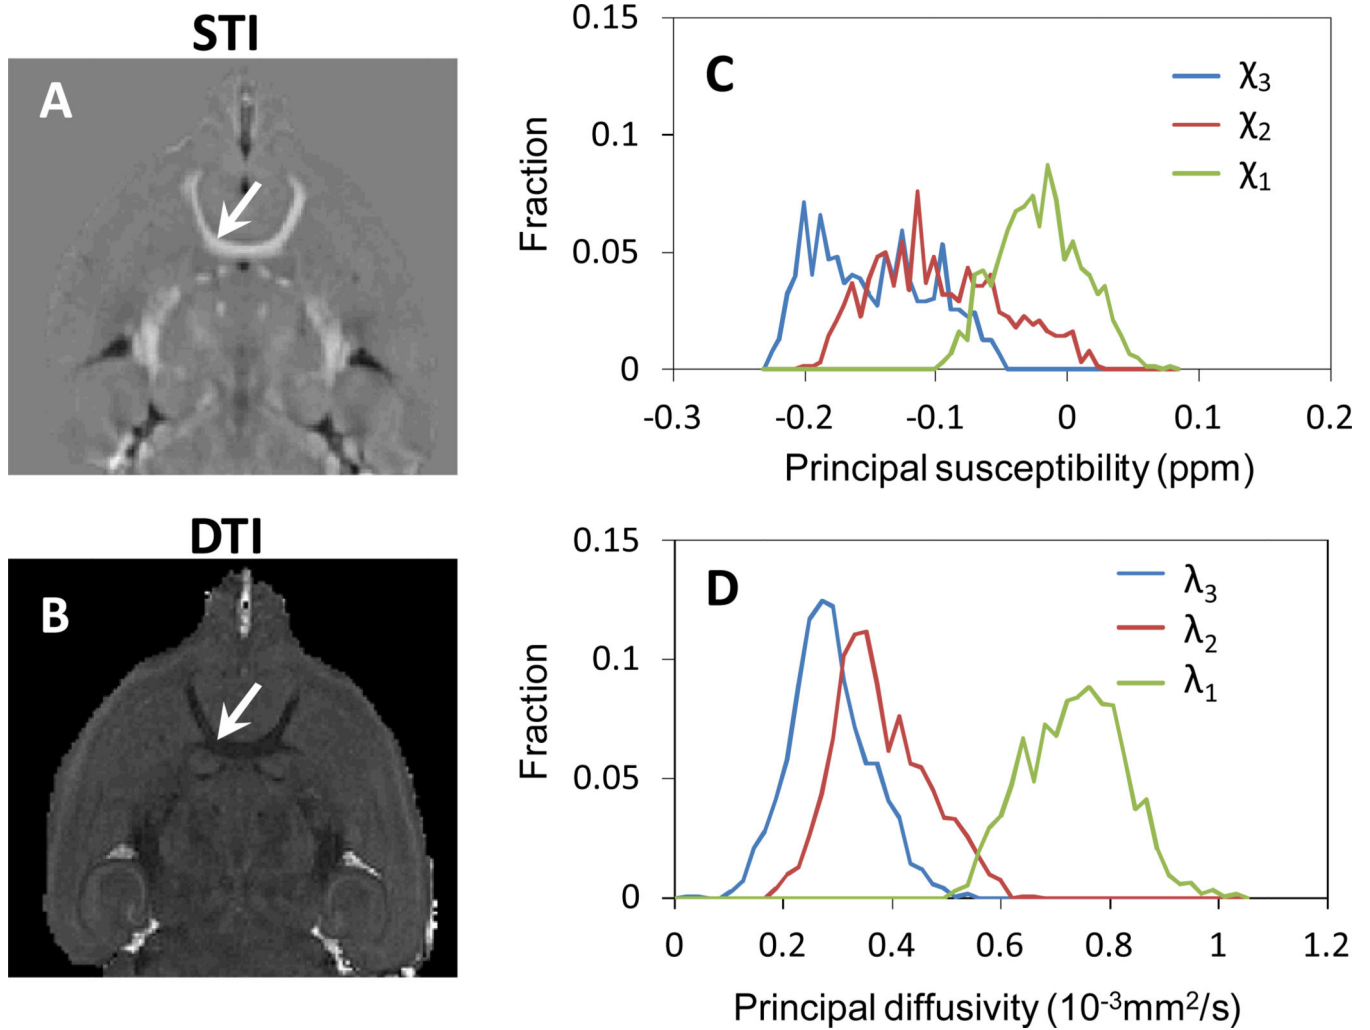 STI
A
DTI
B
C
χ3
χ2
χ1
Fraction
0.15
0.1
0.05
0
-0.3 -0.2 -0.1 0 0.1 0.2
Principal susceptibility (ppm)
D
λ3
λ2
λ1
Fraction
0.15
0.1
0.05
0
0 0.2 0.4 0.6 0.8 1 1.2
Principal diffusivity (10-3mm2/s)